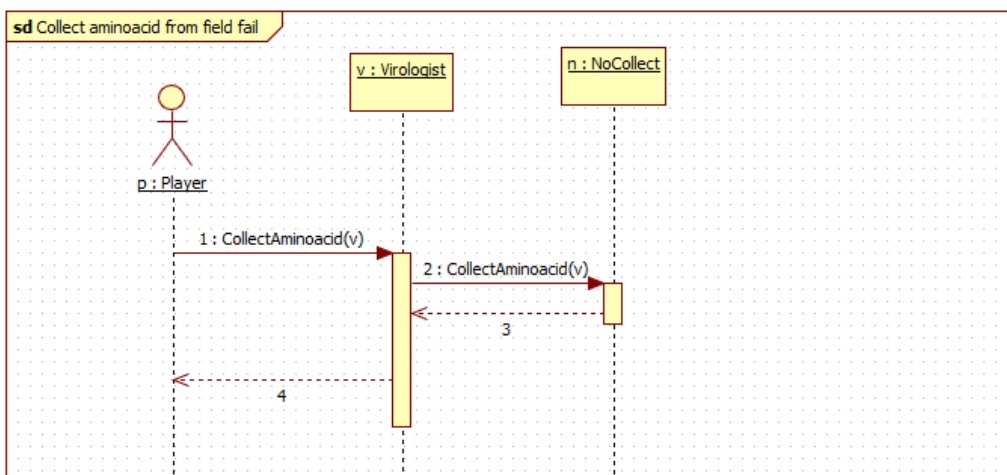 sd Collect aminoacid from field fail
v : Virologist
n : NoCollect
p : Player
1 : CollectAminoacid(v)
2 : CollectAminoacid(v)
3
4